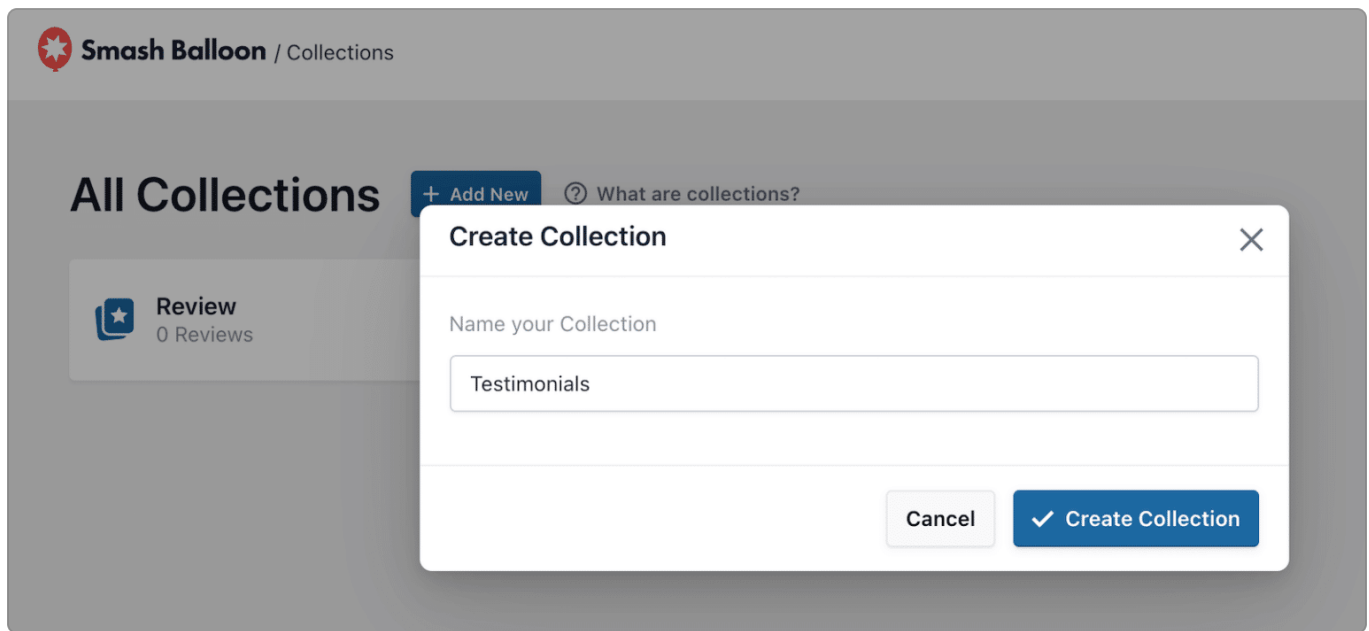 Smash Balloon / Collections
All Collections
+ Add New
? What are collections?
Review
0 Reviews
Create Collection
Name your Collection
Testimonials
Cancel
Create Collection